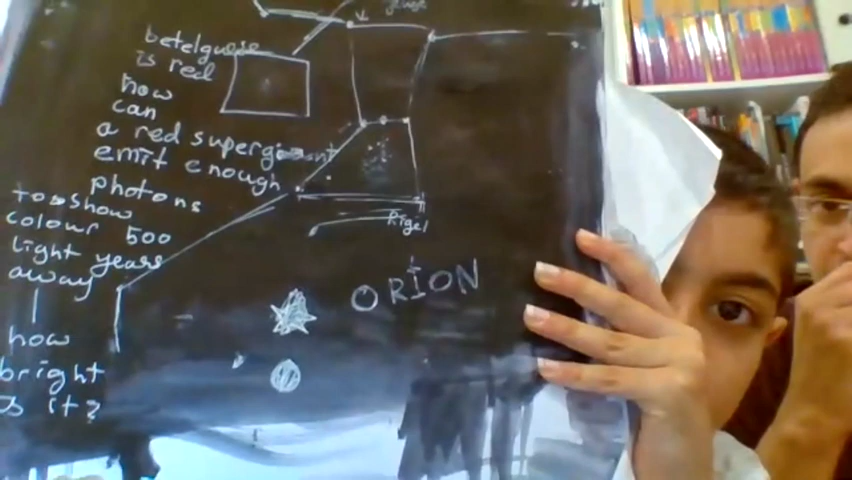 betelguese
is red
how
can
a red supergiant
emit enough
photons
to show
colour 500
light years
away
how
bright
is it?
Rigel
ORION